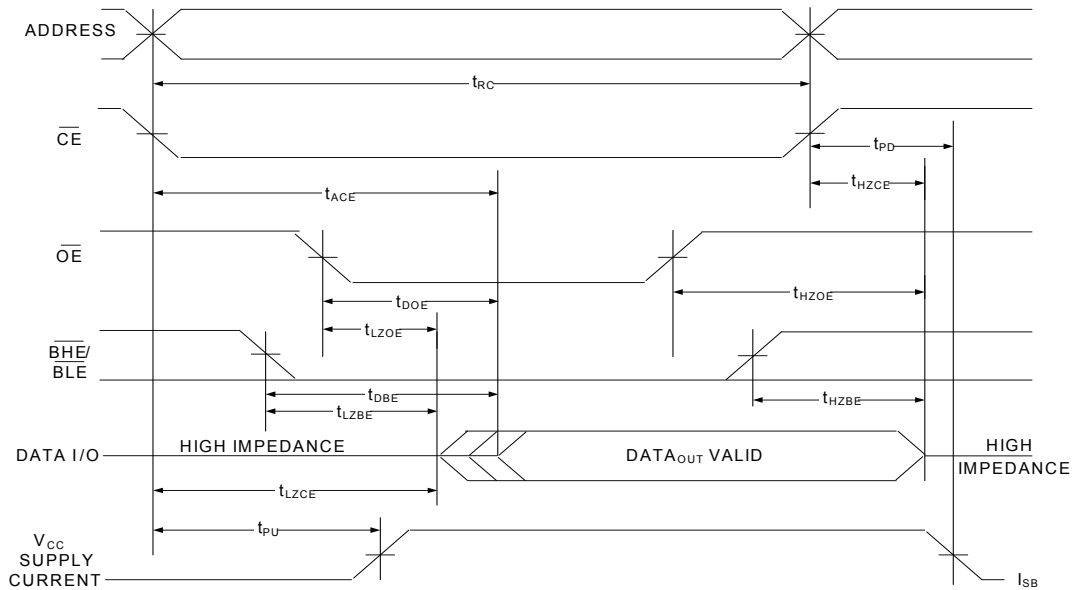 ADDRESS
tRC
CE
tPD
tHZCE
tACE
OE
tDOE
tHZOE
tLZOE
BHE/
BLE
tDBE
tHZBE
tLZBE
DATA I/O
HIGH IMPEDANCE
DATAOUT VALID
HIGH
IMPEDANCE
tLZCE
tPU
VCC
SUPPLY
CURRENT
ISB